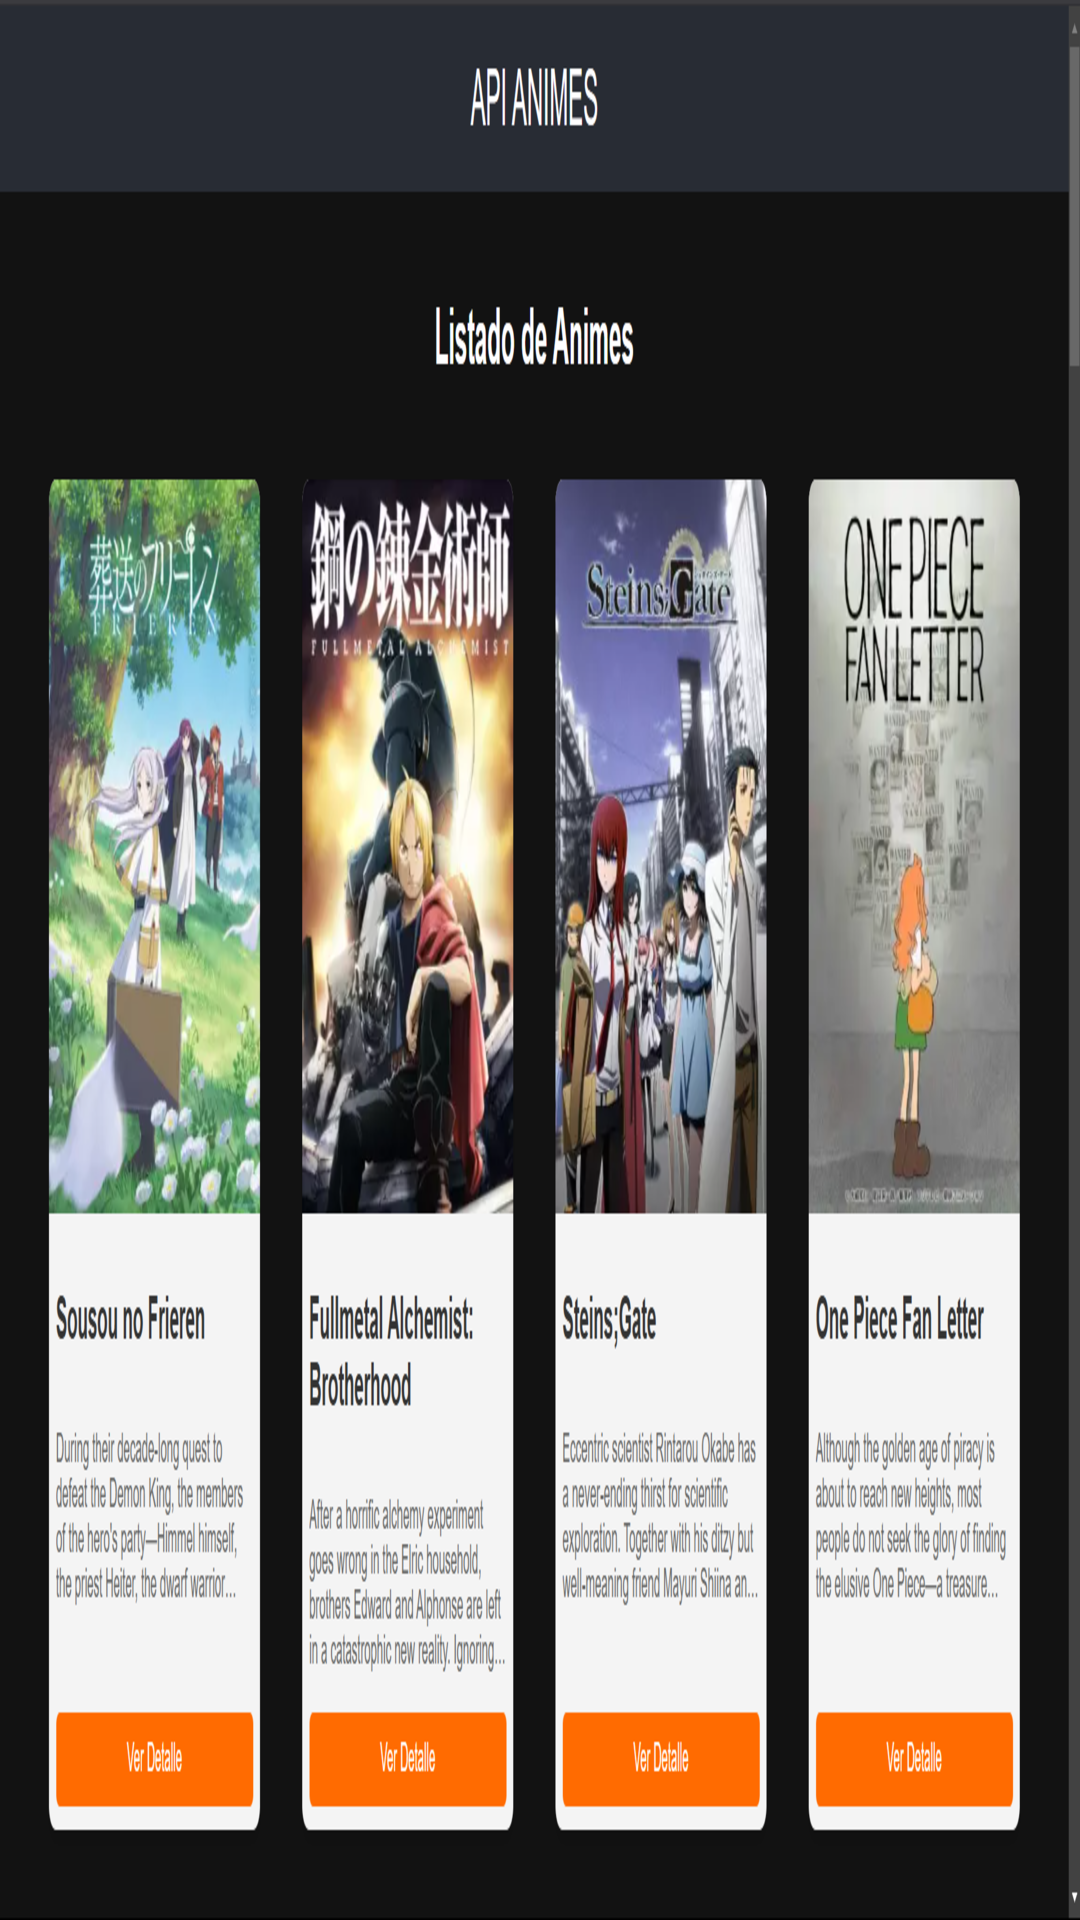 API ANIMES
Listado de Animes
葬送のフリーレン
FRIEREN
鋼の錬金術師
FULLMETAL ALCHEMIST
Steins;Gate
ONE PIECE
FAN LETTER
WANTED
WANTED
WANTED
Sousou no Frieren
During their decade-long quest to
defeat the Demon King, the members
of the hero's party—Himmel himself,
the priest Heiter, the dwarf warrior...
Ver Detalle
Fullmetal Alchemist:
Brotherhood
After a horrific alchemy experiment
goes wrong in the Elric household,
brothers Edward and Alphonse are left
in a catastrophic new reality. Ignoring...
Ver Detalle
Steins;Gate
Eccentric scientist Rintarou Okabe has
a never-ending thirst for scientific
exploration. Together with his ditzy but
well-meaning friend Mayuri Shiina an...
Ver Detalle
One Piece Fan Letter
Although the golden age of piracy is
about to reach new heights, most
people do not seek the glory of finding
the elusive One Piece—a treasure...
Ver Detalle